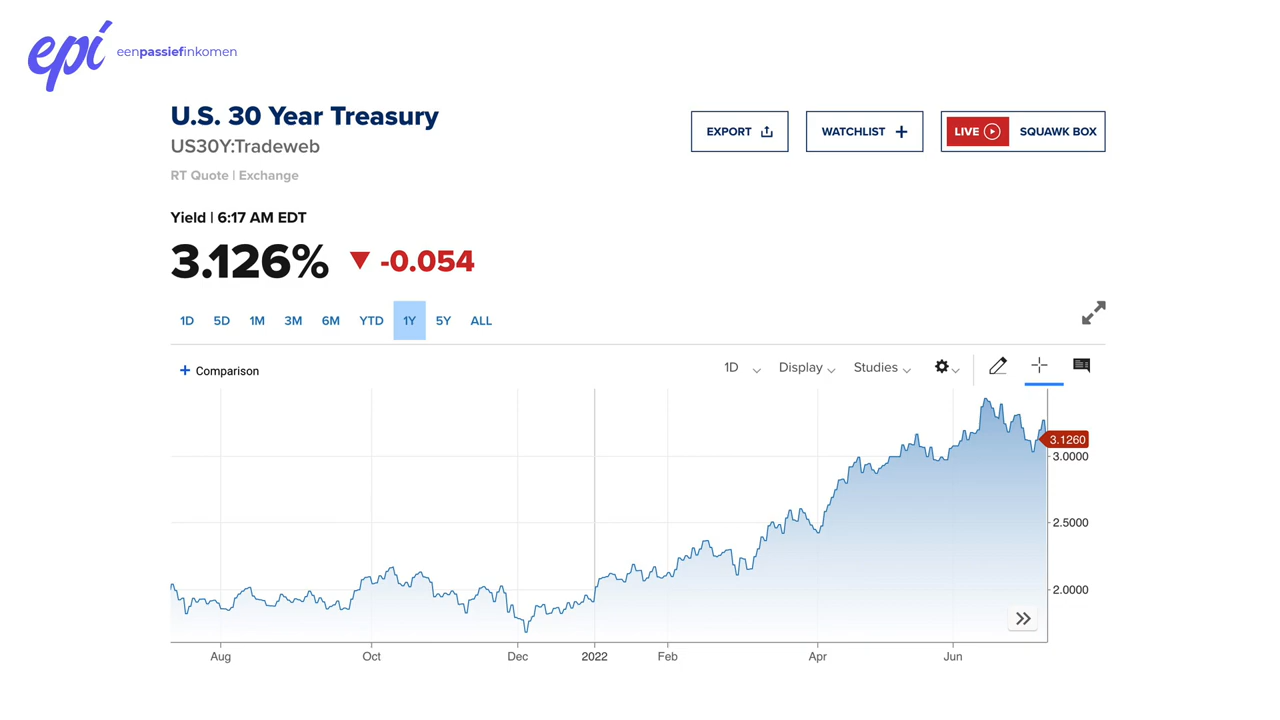 epi eenpassiefinkomen
U.S. 30 Year Treasury
US30Y:Tradeweb
RT Quote | Exchange
EXPORT WATCHLIST + LIVE SQUAWK BOX
Yield | 6:17 AM EDT
3.126% ▼ -0.054
1D 5D 1M 3M 6M YTD 1Y 5Y ALL
+ Comparison 1D Display Studies
3.1260
3.0000
2.5000
2.0000
Aug Oct Dec 2022 Feb Apr Jun